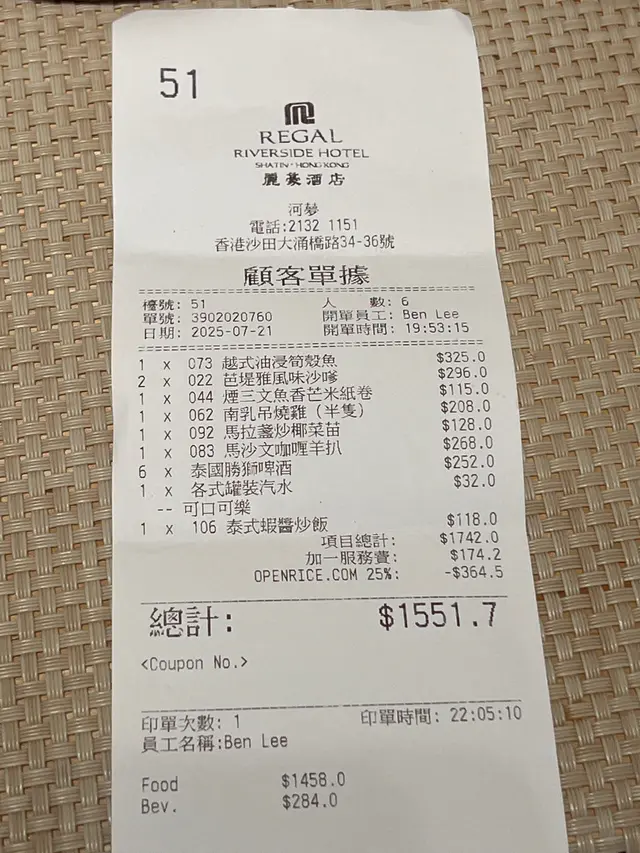 51
REGAL
RIVERSIDE HOTEL
SHATIN · HONG KONG
麗豪酒店
河夢
電話:2132 1151
香港沙田大涌橋路34-36號
顧客單據
檯號: 51 人 數: 6
單號: 3902020760 開單員工: Ben Lee
日期: 2025-07-21 開單時間: 19:53:15
1 x 073 越式油浸筍殼魚 $325.0
2 x 022 芭堤雅風味沙嗲 $296.0
1 x 044 煙三文魚香芒米紙卷 $115.0
1 x 062 南乳吊燒雞（半隻） $208.0
1 x 092 馬拉盞炒椰菜苗 $128.0
1 x 083 馬沙文咖喱羊扒 $268.0
6 x 泰國勝獅啤酒 $252.0
1 x 各式罐裝汽水 $32.0
-- 可口可樂
1 x 106 泰式蝦醬炒飯 $118.0
項目總計: $1742.0
加一服務費: $174.2
OPENRICE.COM 25%: -$364.5
總計: $1551.7
<Coupon No.>
印單次數: 1 印單時間: 22:05:10
員工名稱:Ben Lee
Food $1458.0
Bev. $284.0